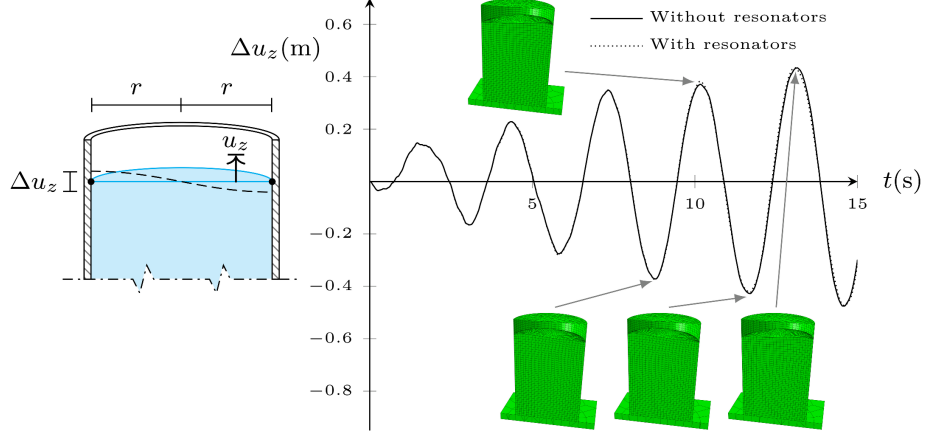 r
r
u_z
Δu_z
Δu_z(m)
0.6
0.4
0.2
−0.2
−0.4
−0.6
−0.8
5
10
15
t(s)
Without resonators
With resonators